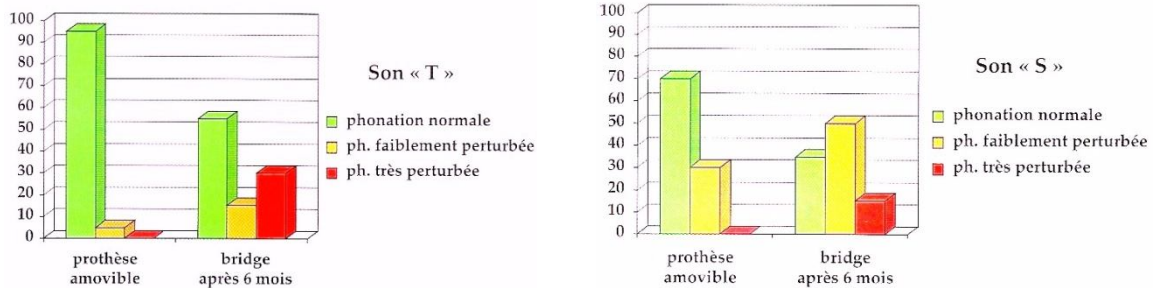 100
90
80
70
60
50
40
30
20
10
0
Son « T »
phonation normale
ph. faiblement perturbée
ph. très perturbée
prothèse
amovible
bridge
après 6 mois
100
90
80
70
60
50
40
30
20
10
0
Son « S »
phonation normale
ph. faiblement perturbée
ph. très perturbée
prothèse
amovible
bridge
après 6 mois